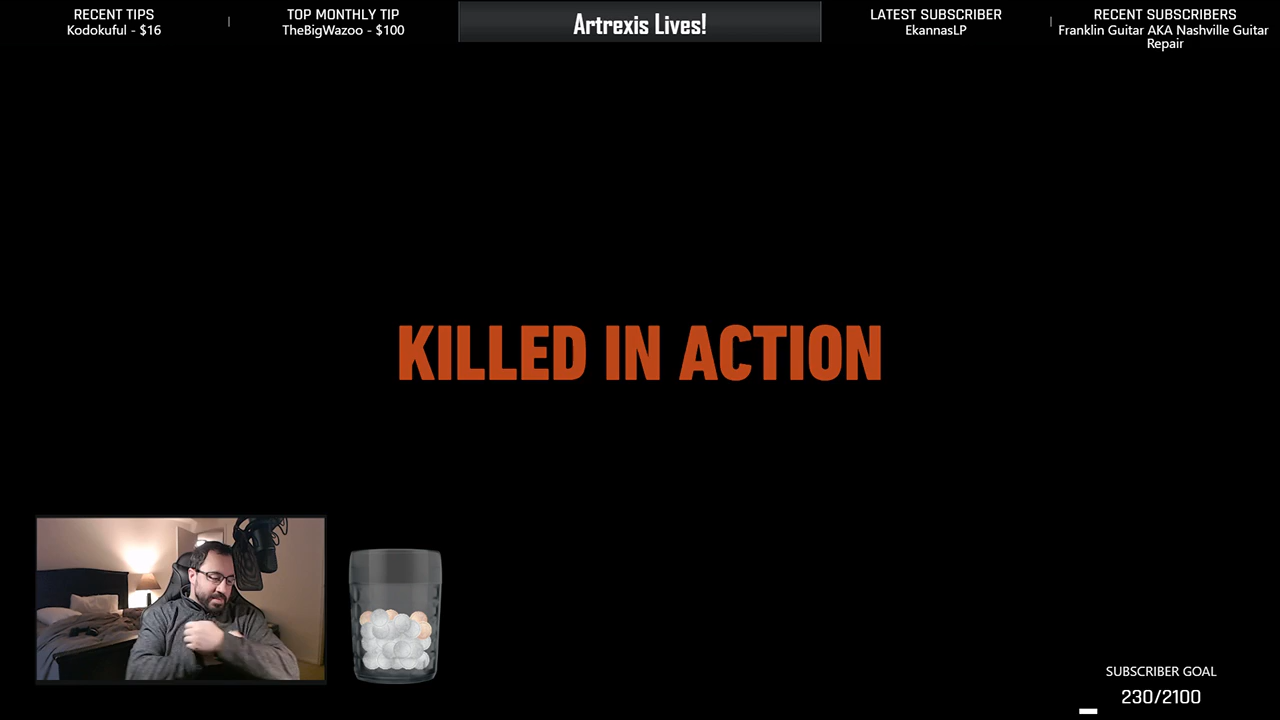 RECENT TIPS
Kodokuful - $16
TOP MONTHLY TIP
TheBigWazoo - $100
Artrexis Lives!
LATEST SUBSCRIBER
EkannasLP
RECENT SUBSCRIBERS
Franklin Guitar AKA Nashville Guitar
Repair
KILLED IN ACTION
SUBSCRIBER GOAL
230/2100